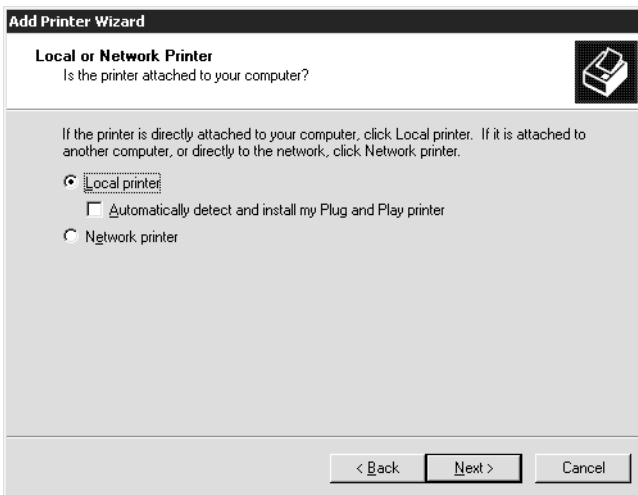 Add Printer Wizard
Local or Network Printer
Is the printer attached to your computer?
If the printer is directly attached to your computer, click Local printer. If it is attached to
another computer, or directly to the network, click Network printer.
Local printer
Automatically detect and install my Plug and Play printer
Network printer
< Back Next > Cancel